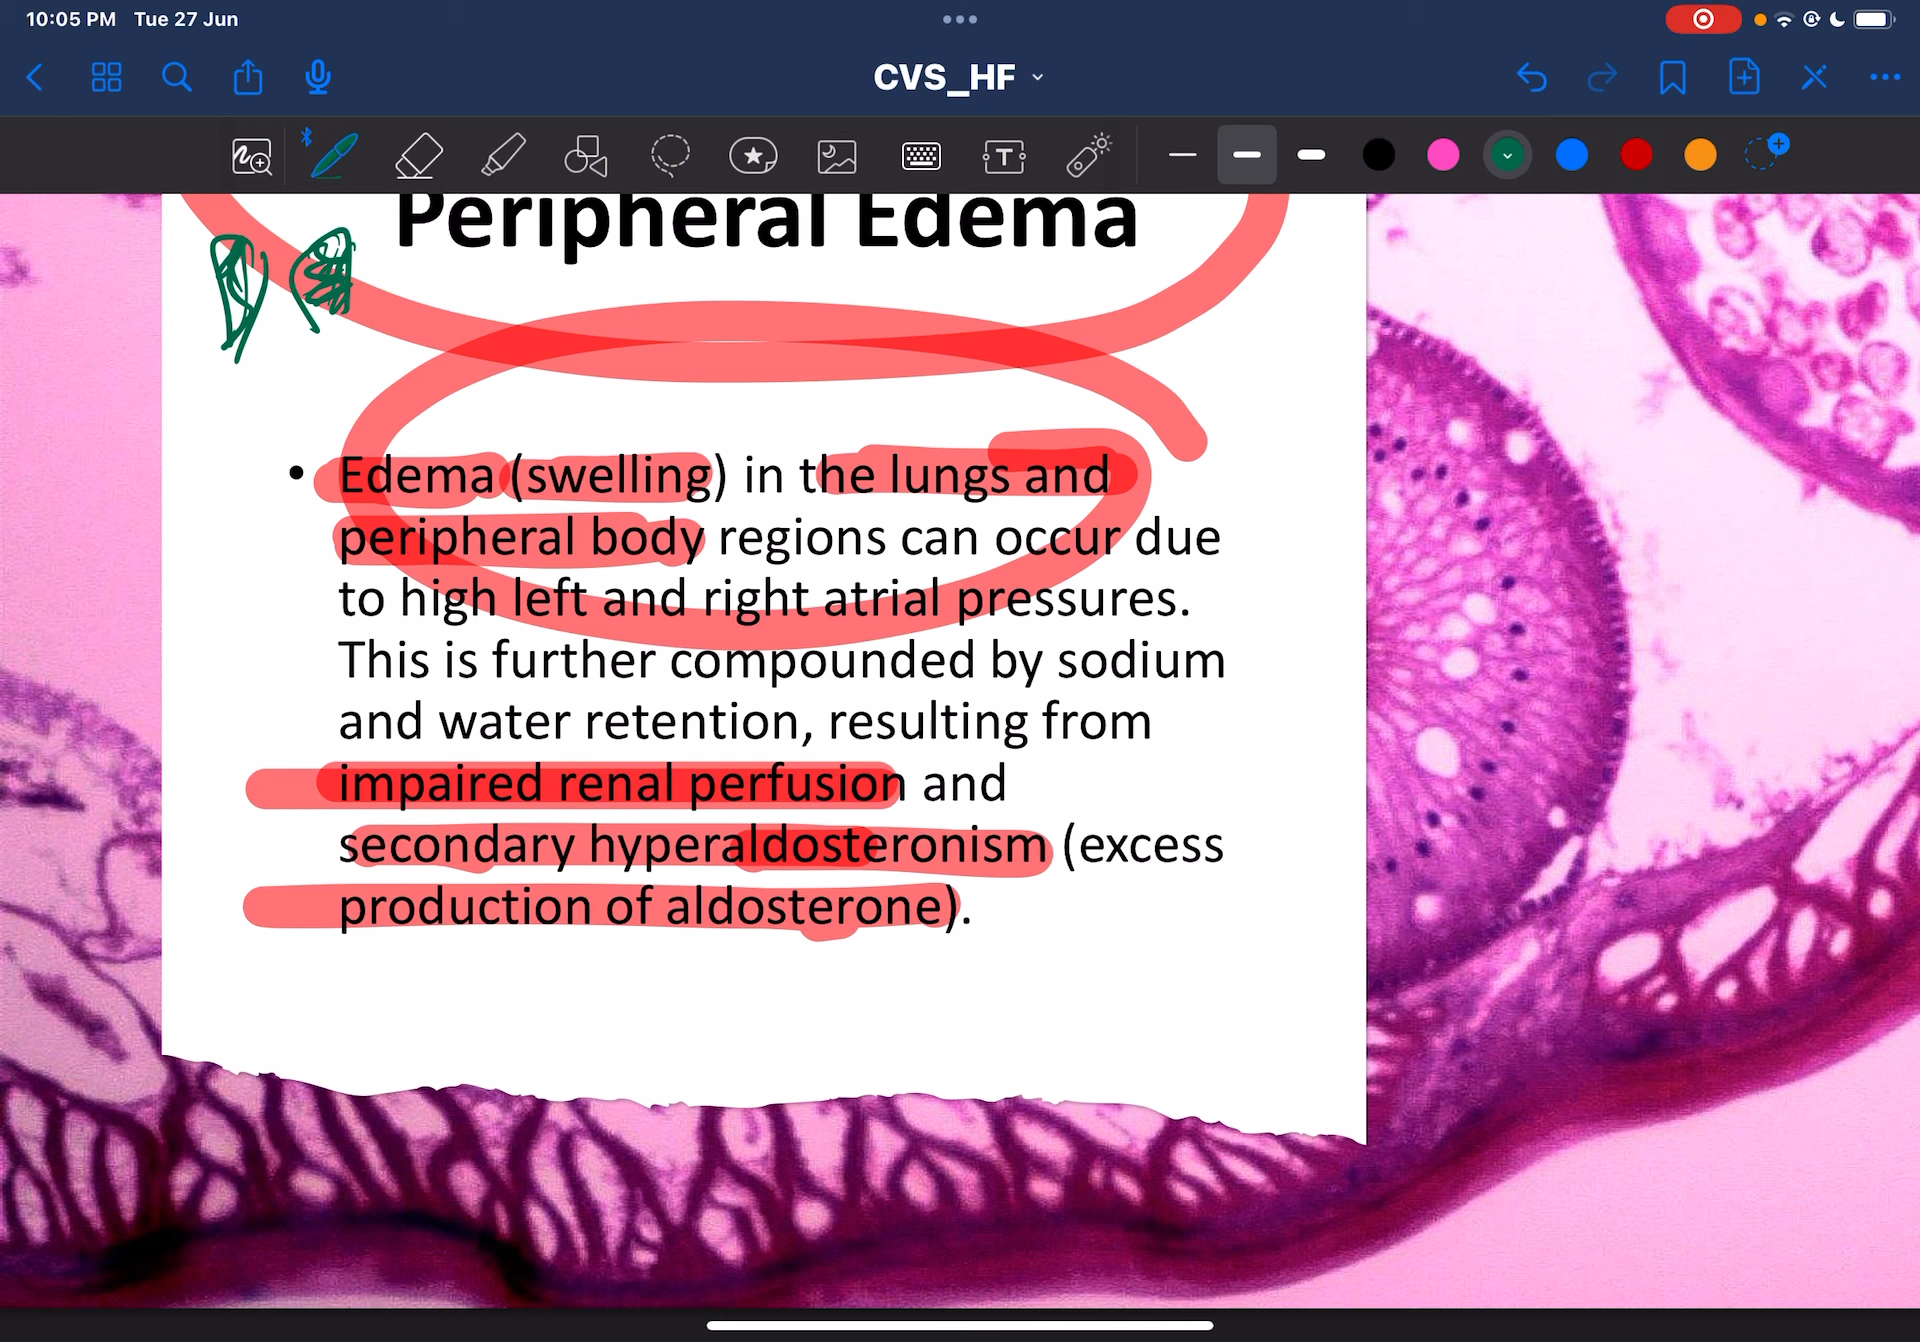 10:05 PM Tue 27 Jun
CVS_HF
T
Peripheral Edema
• Edema (swelling) in the lungs and
peripheral body regions can occur due
to high left and right atrial pressures.
This is further compounded by sodium
and water retention, resulting from
impaired renal perfusion and
secondary hyperaldosteronism (excess
production of aldosterone).